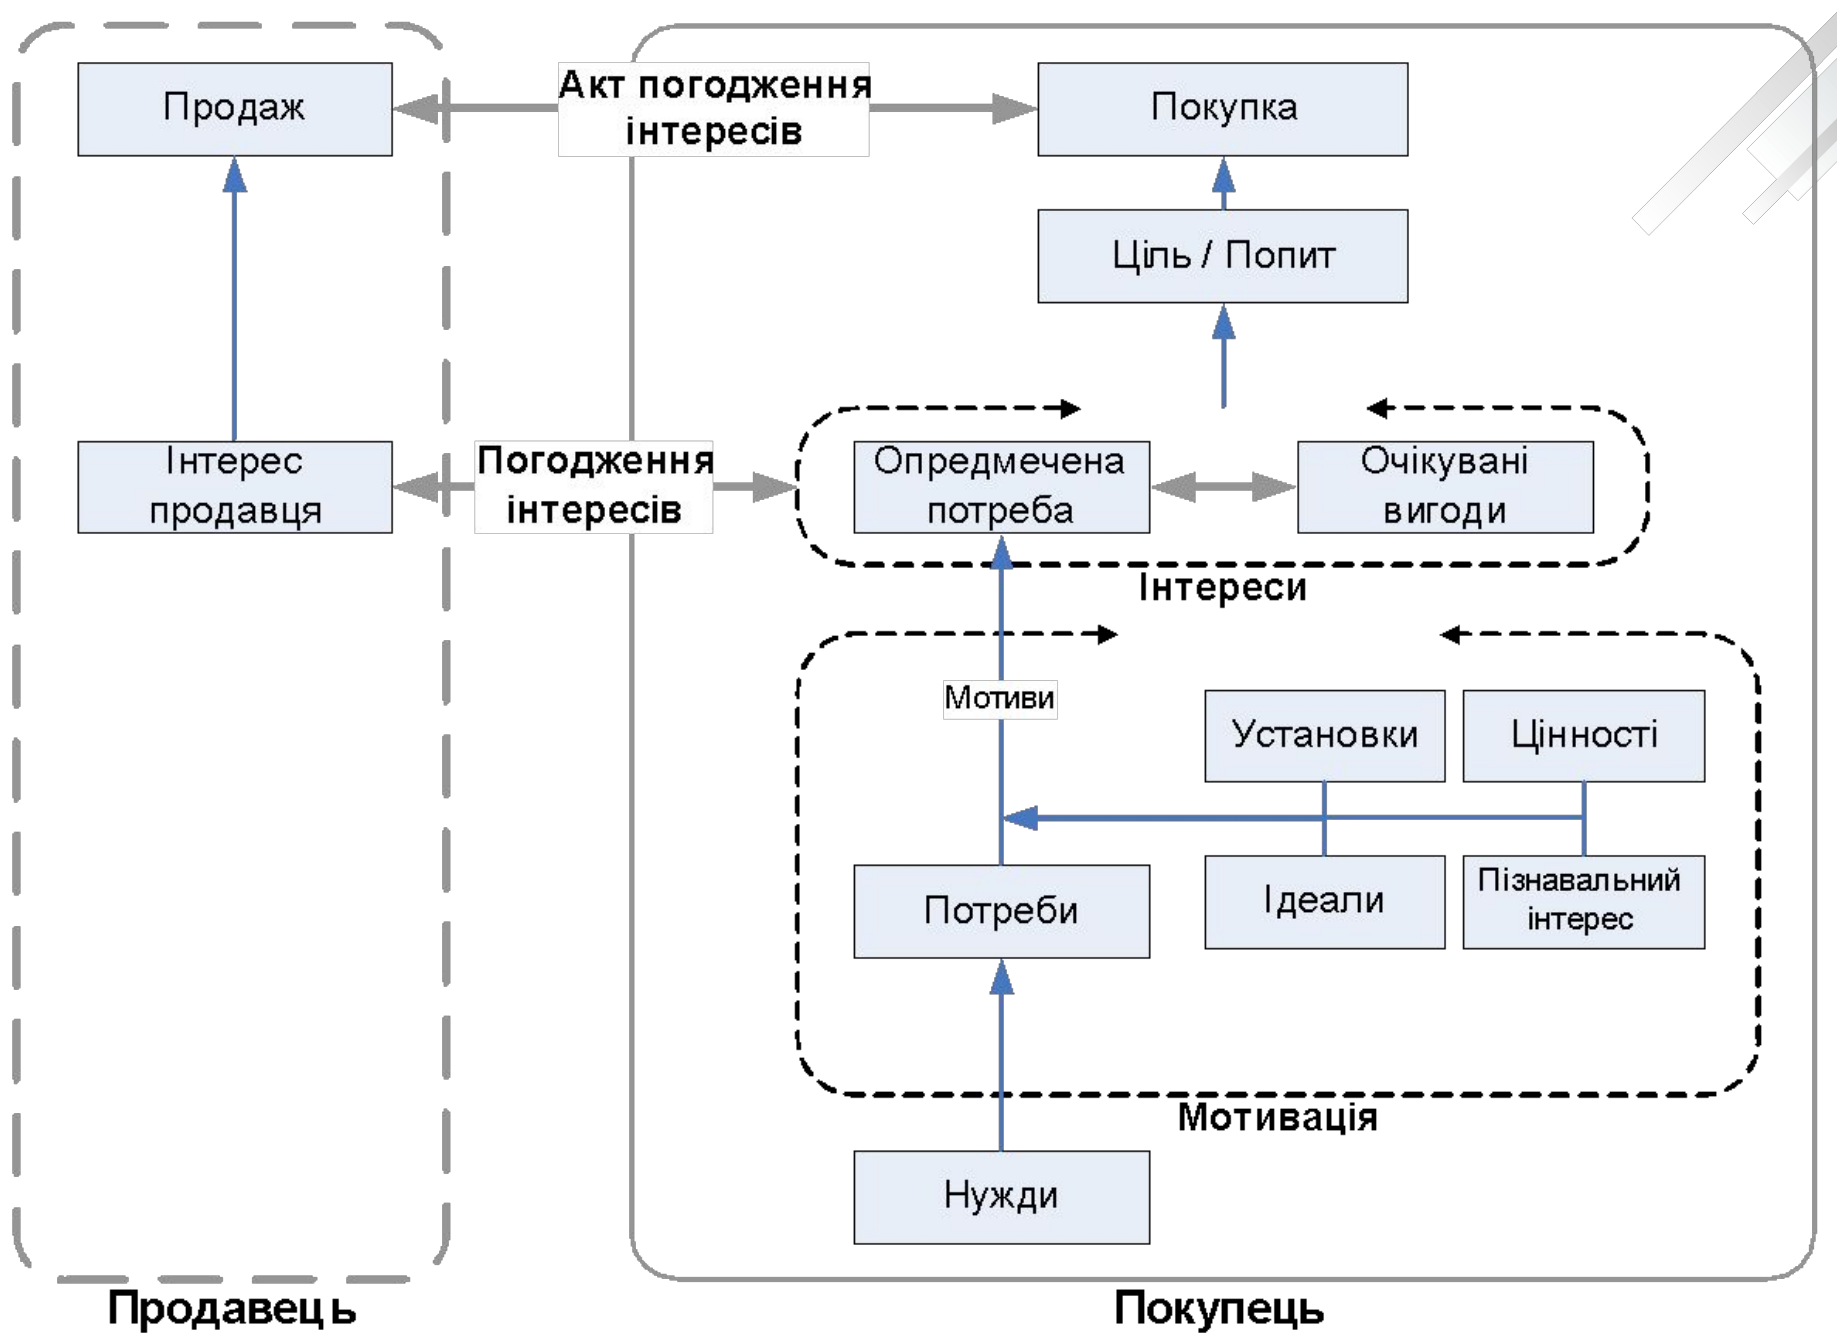 Продаж
Акт погодження
інтересів
Покупка
Ціль / Попит
Інтерес
продавця
Погодження
інтересів
Опредмечена
потреба
Очікувані
вигоди
Інтереси
Мотиви
Установки
Цінності
Потреби
Ідеали
Пізнавальний
інтерес
Мотивація
Нужди
Продавець
Покупець